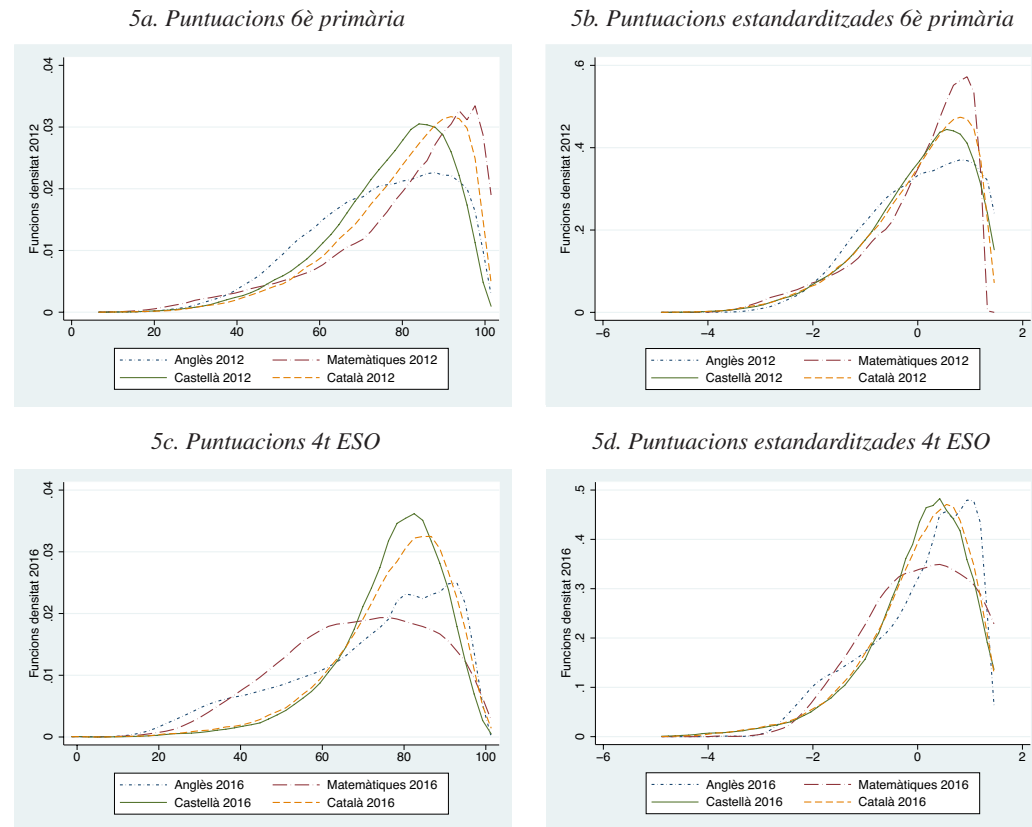 5a. Puntuacions 6è primària
5b. Puntuacions estandarditzades 6è primària
Funcions densitat 2012
.04
.03
.02
.01
0
0 20 40 60 80 100
Anglès 2012 Matemàtiques 2012
Castellà 2012 Català 2012
Funcions densitat 2012
.6
.4
.2
0
−6 −4 −2 0 2
Anglès 2012 Matemàtiques 2012
Castellà 2012 Català 2012
5c. Puntuacions 4t ESO
5d. Puntuacions estandarditzades 4t ESO
Funcions densitat 2016
.04
.03
.02
.01
0
0 20 40 60 80 100
Anglès 2016 Matemàtiques 2016
Castellà 2016 Català 2016
Funcions densitat 2016
.5
.4
.3
.2
.1
0
−6 −4 −2 0 2
Anglès 2016 Matemàtiques 2016
Castellà 2016 Català 2016